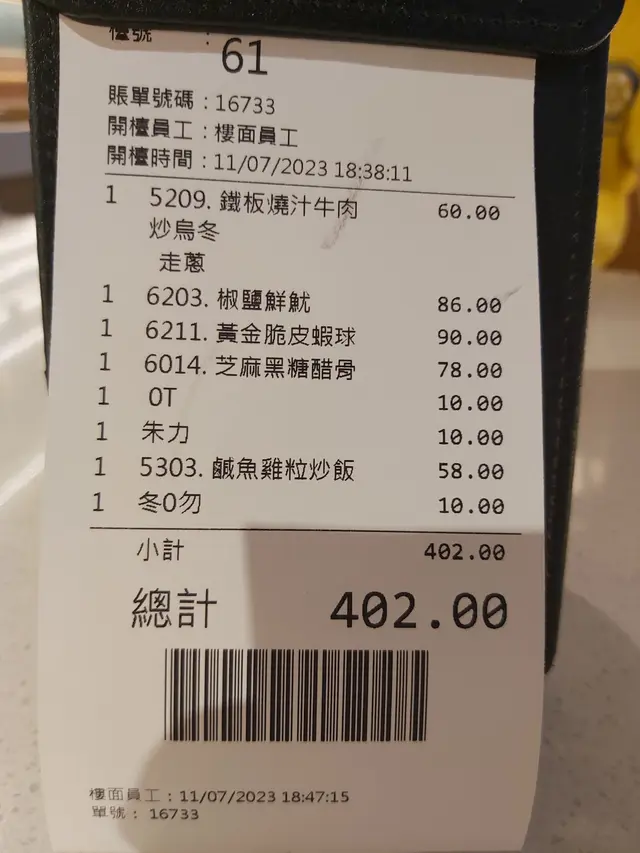 檯號 : 61
賬單號碼 : 16733
開檯員工 : 樓面員工
開檯時間 : 11/07/2023 18:38:11
1 5209. 鐵板燒汁牛肉 60.00
炒烏冬
走蔥
1 6203. 椒鹽鮮魷 86.00
1 6211. 黃金脆皮蝦球 90.00
1 6014. 芝麻黑糖醋骨 78.00
1 OT 10.00
1 朱力 10.00
1 5303. 鹹魚雞粒炒飯 58.00
1 冬0勿 10.00
小計 402.00
總計 402.00
樓面員工 : 11/07/2023 18:47:15
單號 : 16733